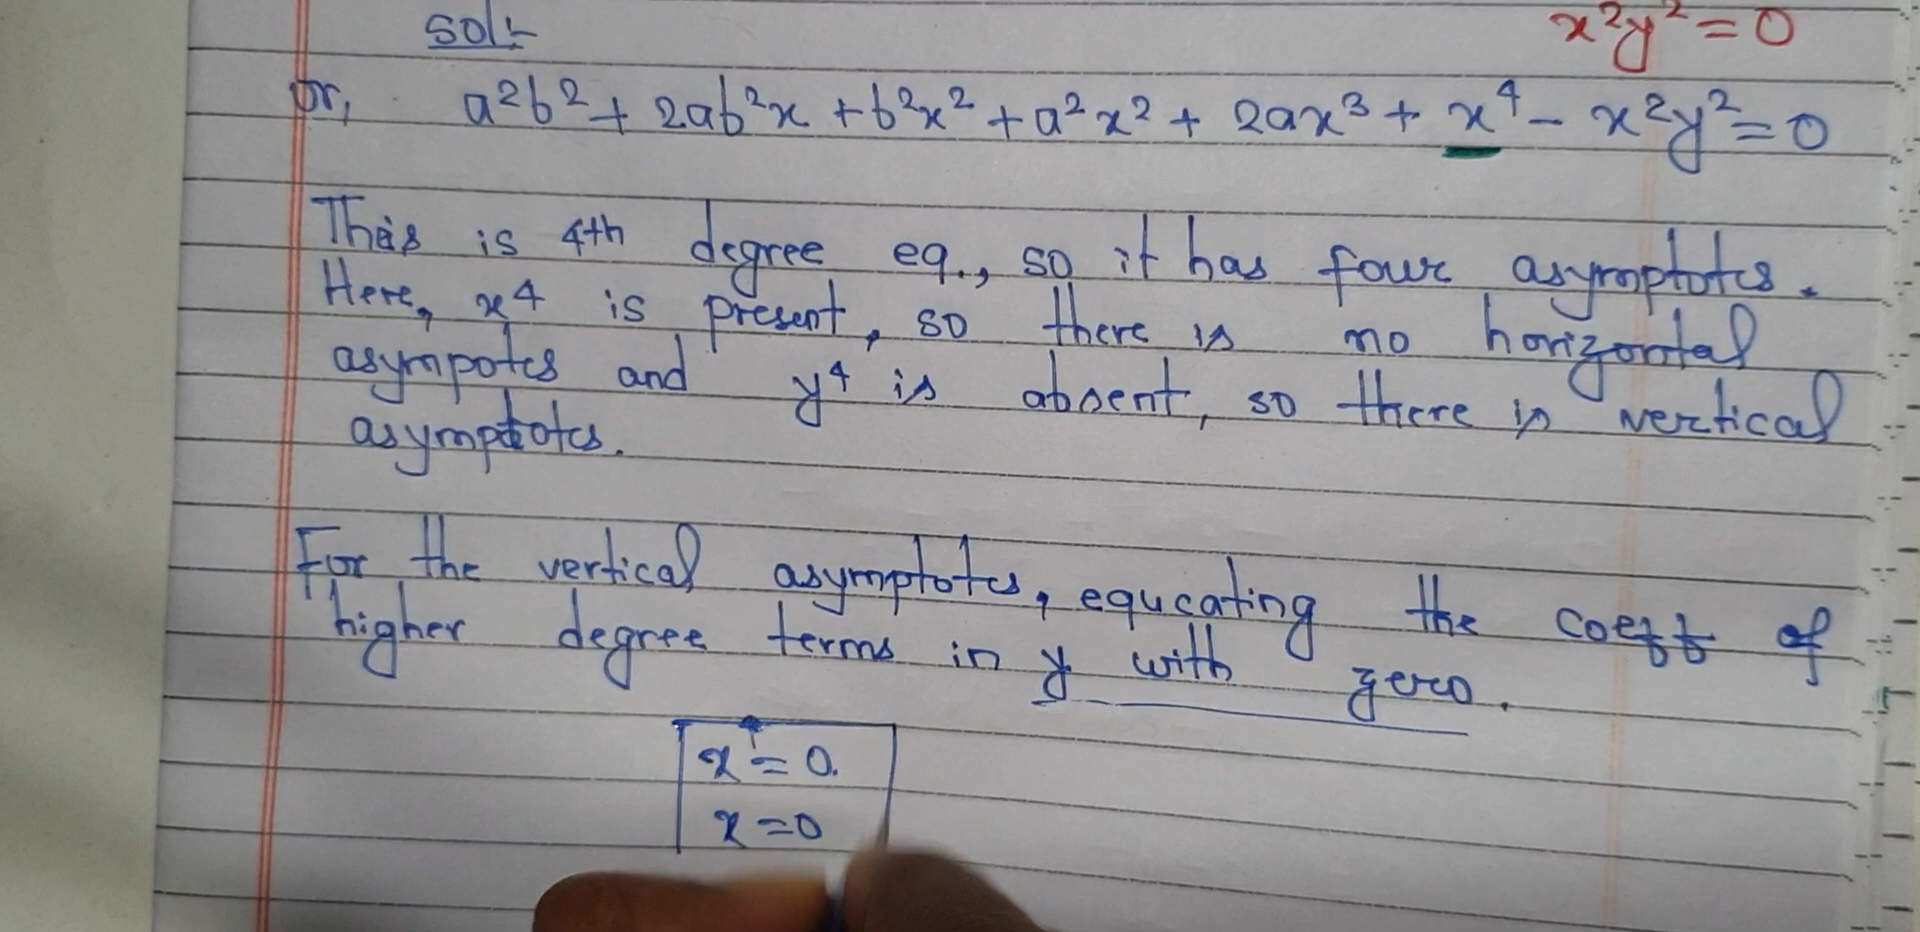 Sol:-
x²y² = 0
or, a²b² + 2ab²x + b²x² + a²x² + 2ax³ + x⁴ - x²y² = 0
This is 4th degree eq., so it has four asymptotes.
Here, x⁴ is present, so there is no horizontal
asympotes and y⁴ is absent, so there is vertical
asymptotes.
For the vertical asymptotes, equcating the coeff of
higher degree terms in y with zero.
x = 0.
x = 0